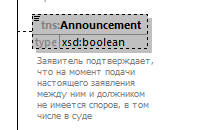 tns:Announcement
type xsd:boolean
Заявитель подтверждает,
что на момент подачи
настоящего заявления
между ним и должником
не имеется споров, в том
числе в суде